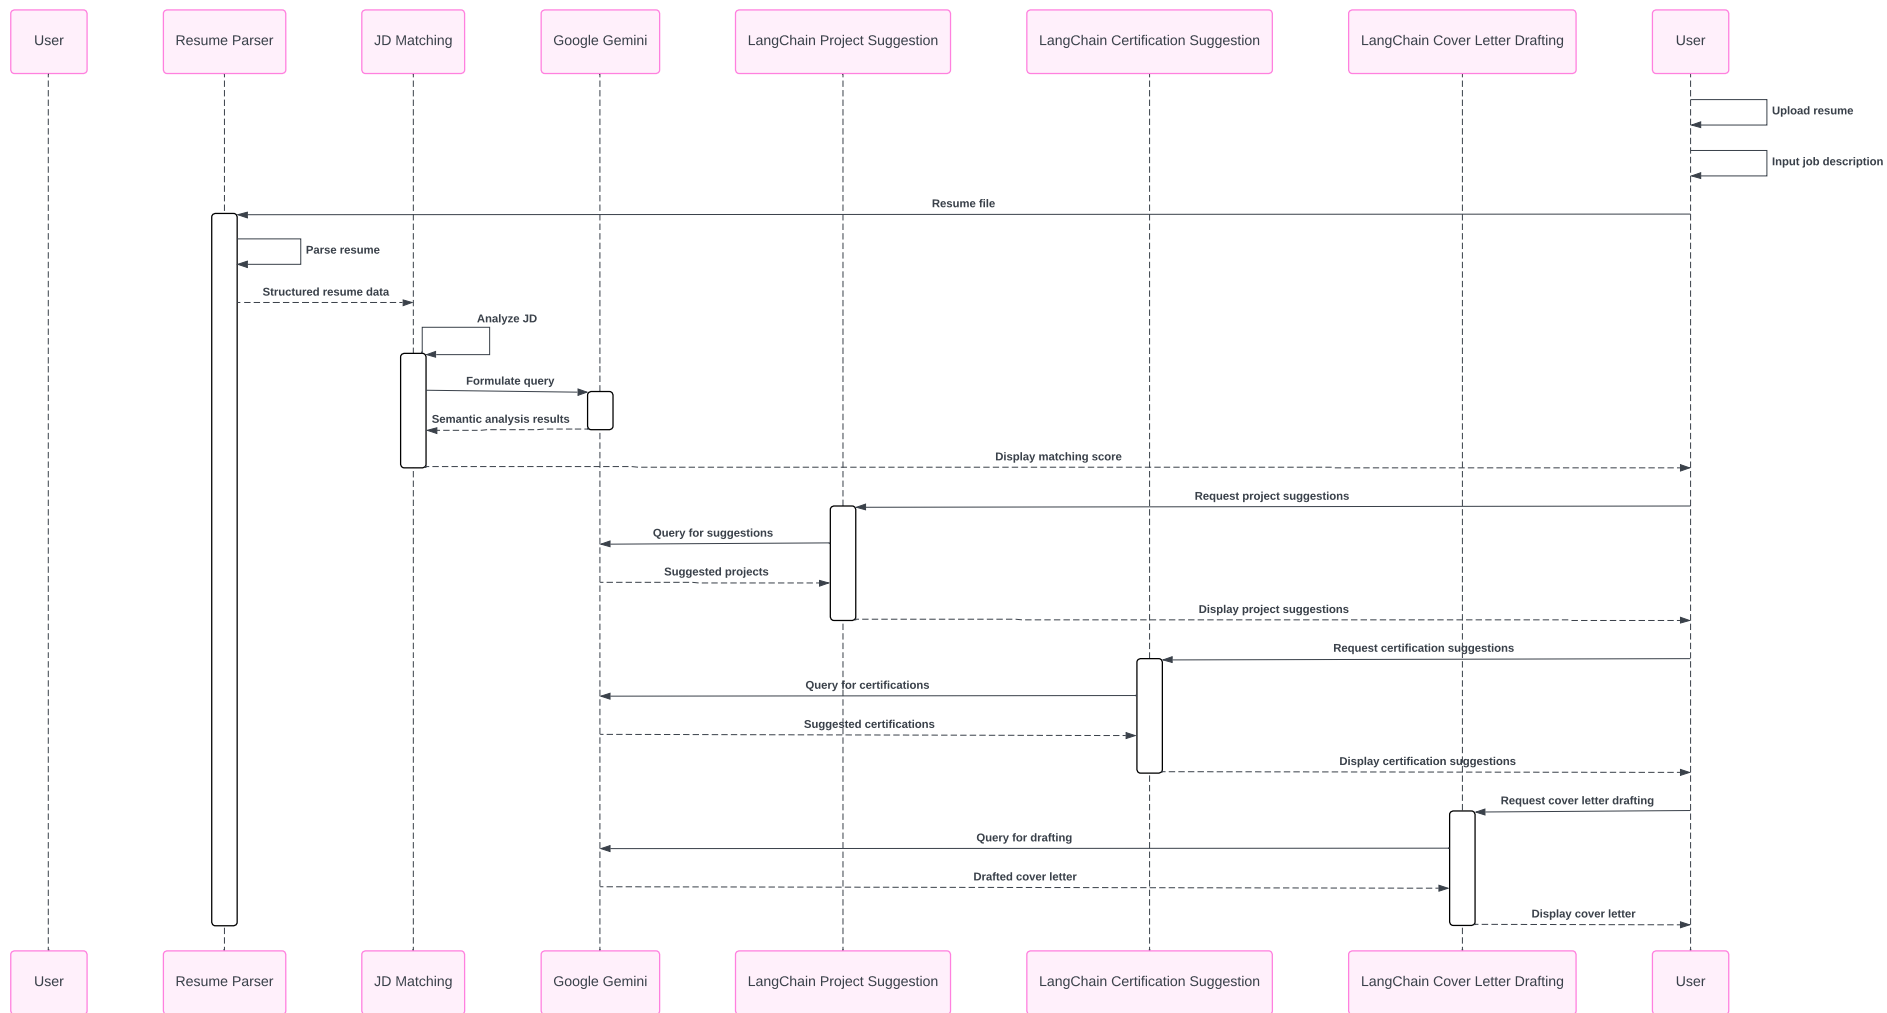 User
Resume Parser
JD Matching
Google Gemini
LangChain Project Suggestion
LangChain Certification Suggestion
LangChain Cover Letter Drafting
User
Upload resume
Input job description
Resume file
Parse resume
Structured resume data
Analyze JD
Formulate query
Semantic analysis results
Display matching score
Request project suggestions
Query for suggestions
Suggested projects
Display project suggestions
Request certification suggestions
Query for certifications
Suggested certifications
Display certification suggestions
Request cover letter drafting
Query for drafting
Drafted cover letter
Display cover letter
User
Resume Parser
JD Matching
Google Gemini
LangChain Project Suggestion
LangChain Certification Suggestion
LangChain Cover Letter Drafting
User